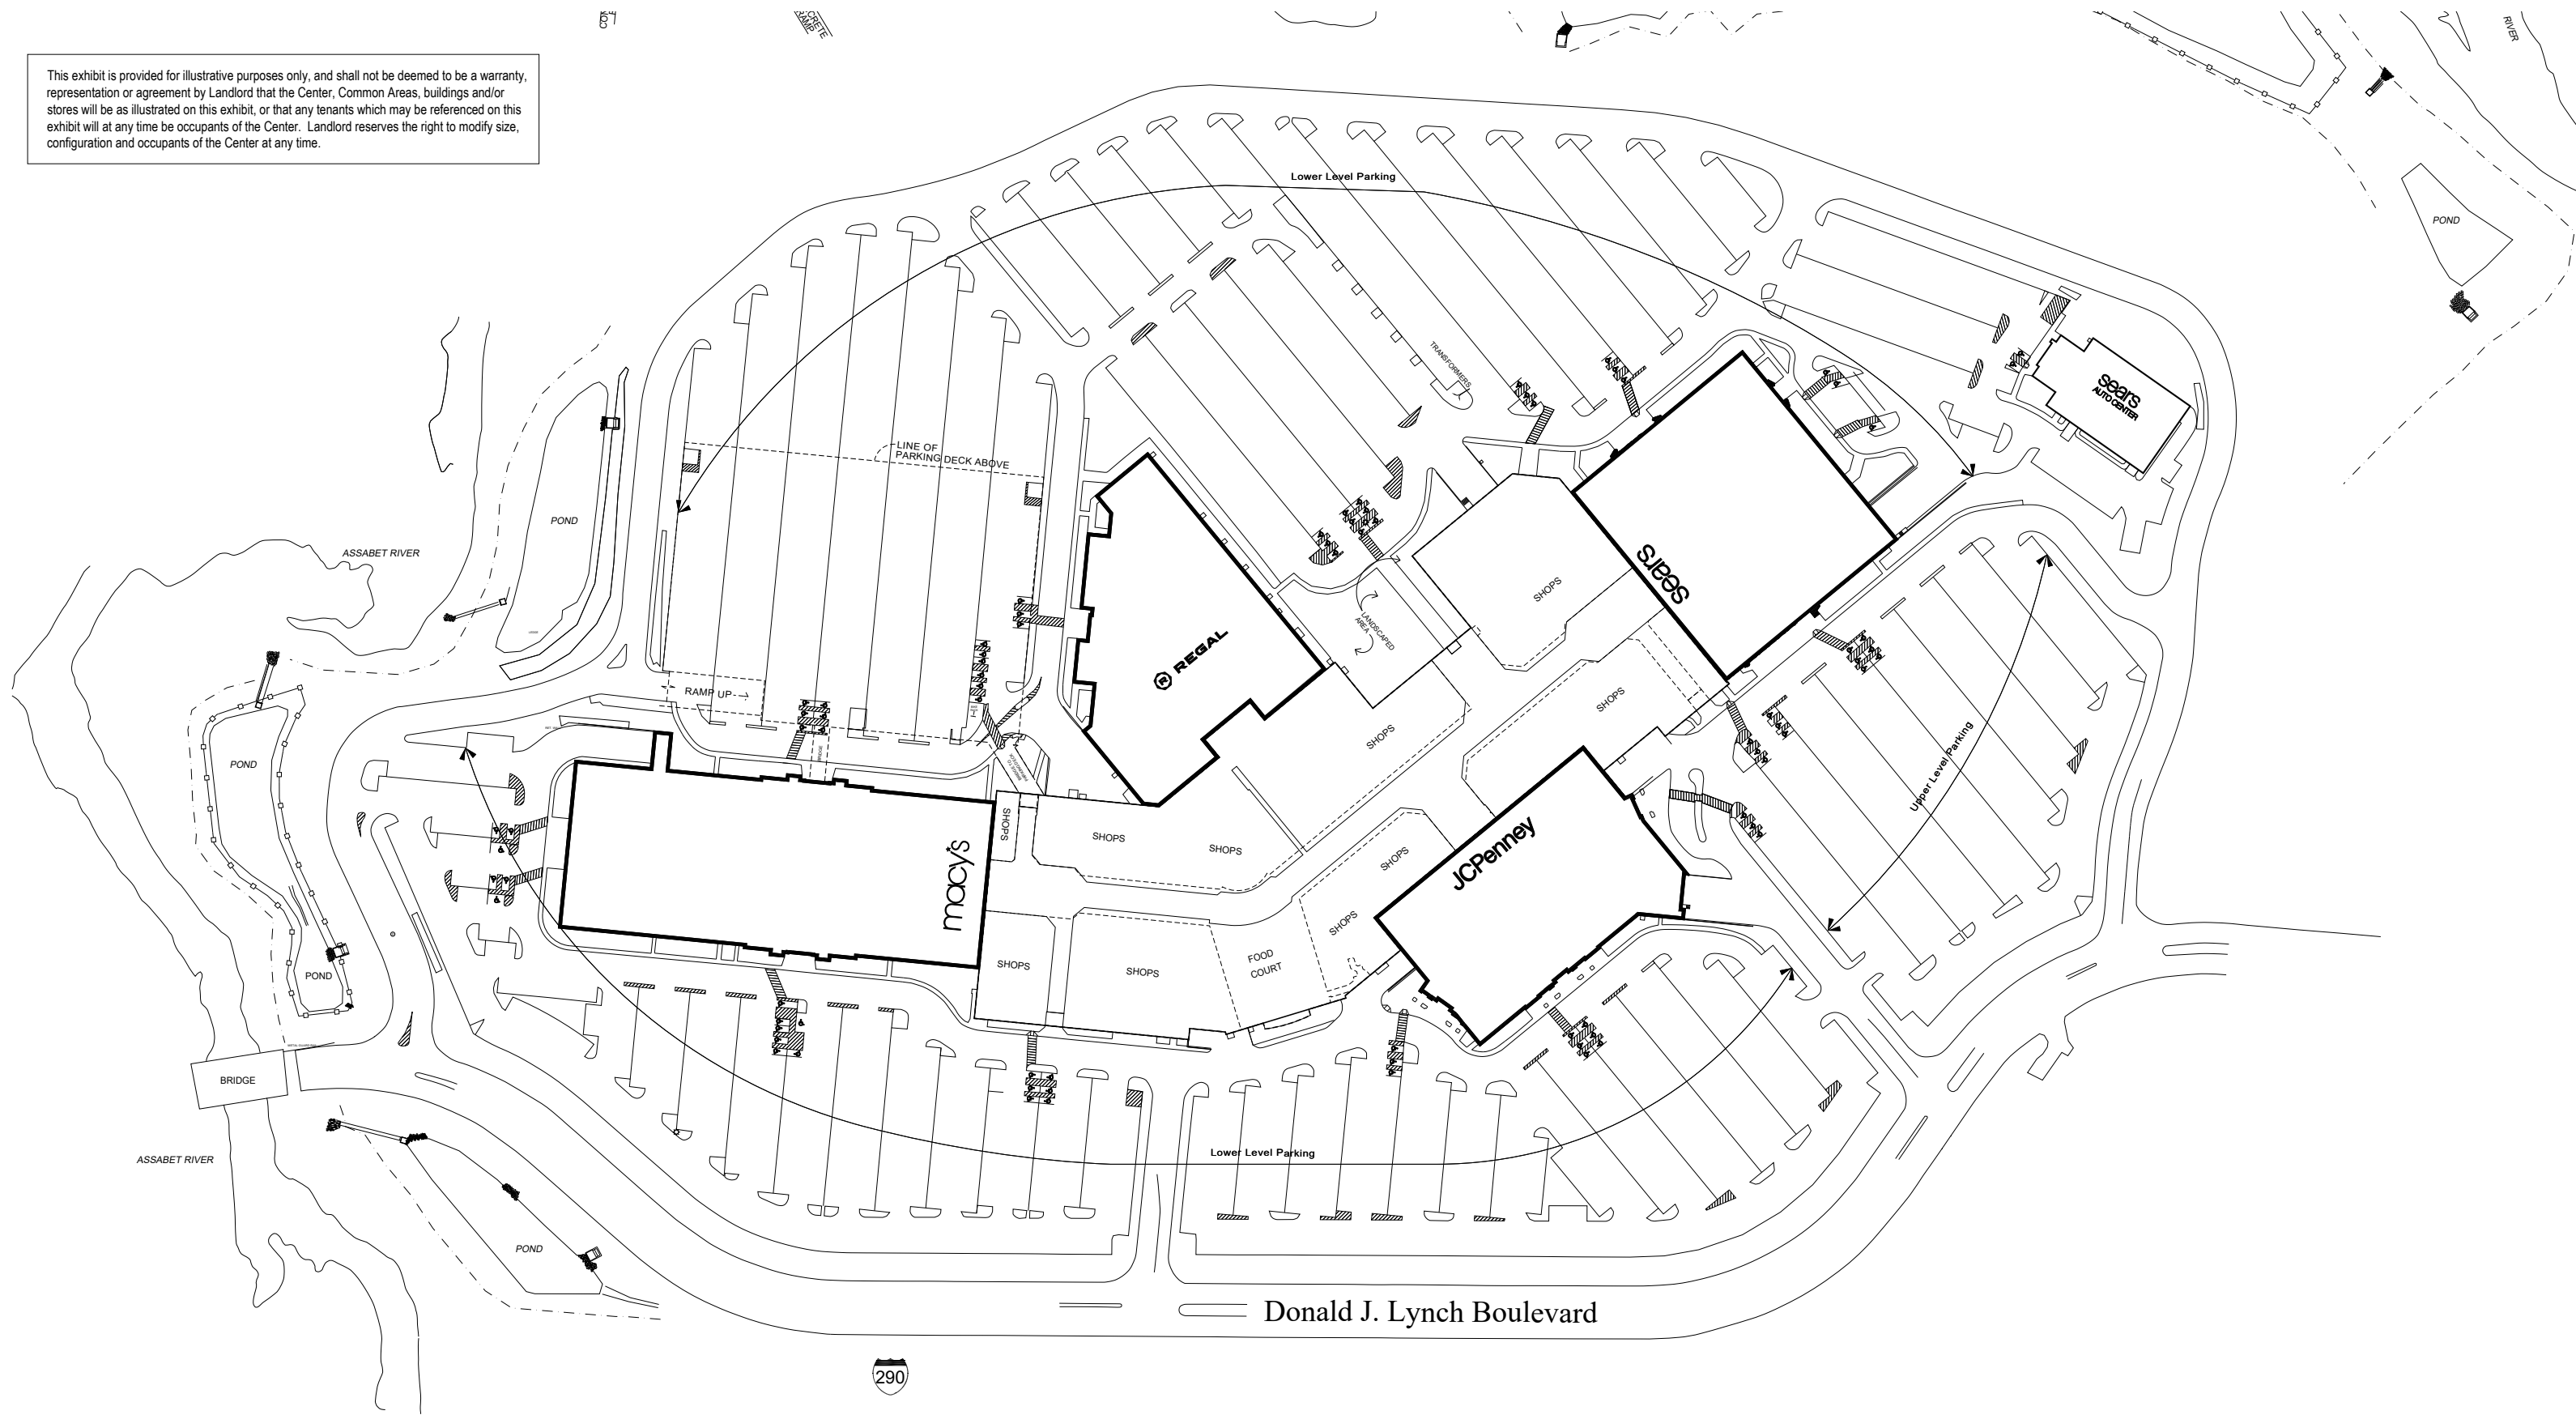 CRETE
RAMP
RIVER
This exhibit is provided for illustrative purposes only, and shall not be deemed to be a warranty,
representation or agreement by Landlord that the Center, Common Areas, buildings and/or
stores will be as illustrated on this exhibit, or that any tenants which may be referenced on this
exhibit will at any time be occupants of the Center. Landlord reserves the right to modify size,
configuration and occupants of the Center at any time.
Lower Level Parking
POND
TRANSFORMERS
sears
AUTO CENTER
LINE OF
PARKING DECK ABOVE
POND
ASSABET RIVER
sears
SHOPS
LANDSCAPED
AREA
R REGAL
RAMP UP
SHOPS
SHOPS
Upper Level Parking
POND
BRIDGE
SHOPS
SHOPS
SHOPS
macy's
JCPenney
SHOPS
SHOPS
FOOD
COURT
SHOPS
SHOPS
POND
BRIDGE
ASSABET RIVER
Lower Level Parking
POND
Donald J. Lynch Boulevard
290